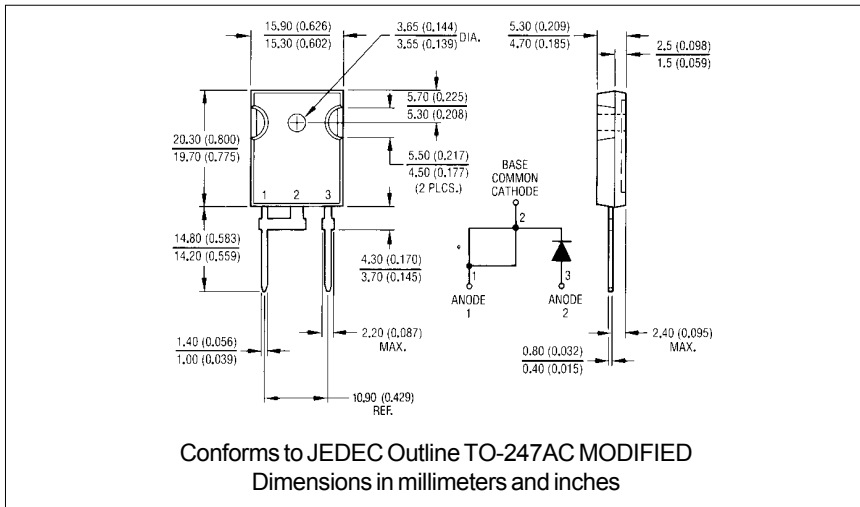 15.90 (0.626)
15.30 (0.602)
3.65 (0.144)
3.55 (0.139)
DIA.
5.30 (0.209)
4.70 (0.185)
2.5 (0.098)
1.5 (0.059)
5.70 (0.225)
5.30 (0.208)
20.30 (0.800)
19.70 (0.775)
5.50 (0.217)
4.50 (0.177)
(2 PLCS.)
1 2 3
BASE
COMMON
CATHODE
2
14.80 (0.583)
14.20 (0.559)
4.30 (0.170)
3.70 (0.145)
1
3
ANODE
1
ANODE
2
1.40 (0.056)
1.00 (0.039)
2.20 (0.087)
MAX.
2.40 (0.095)
MAX.
0.80 (0.032)
0.40 (0.015)
10.90 (0.429)
REF.
Conforms to JEDEC Outline TO-247AC MODIFIED
Dimensions in millimeters and inches